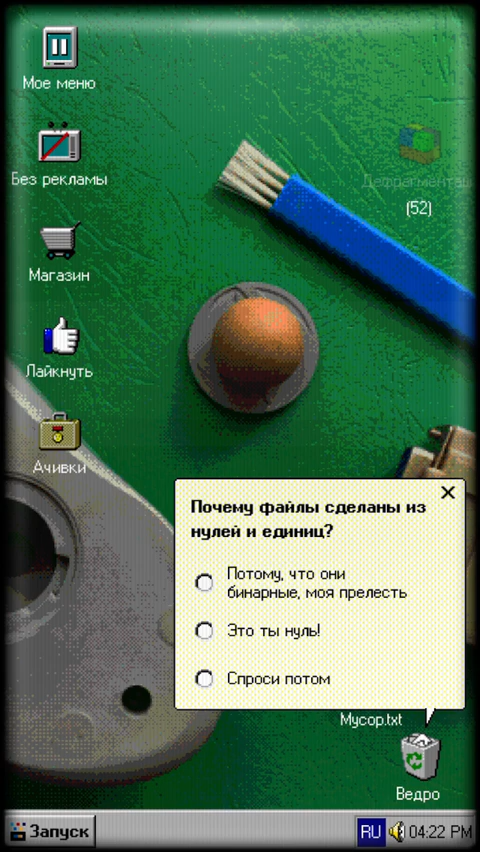 Мое меню
Без рекламы
(52)
Магазин
Лайкнуть
Ачивки
Почему файлы сделаны из
нулей и единиц?
Потому, что они
бинарные, моя прелесть
Это ты нуль!
Спроси потом
Мусор.txt
Ведро
Запуск
RU
04:22 PM